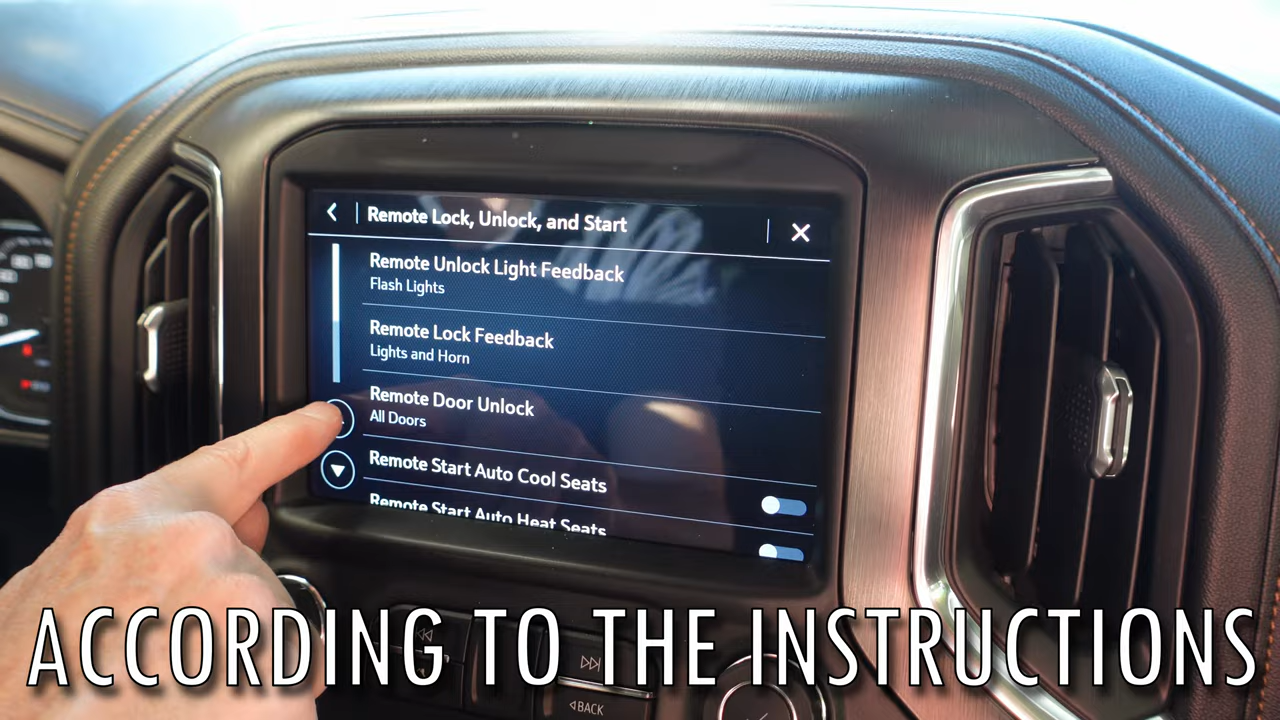 Remote Lock, Unlock, and Start
Remote Unlock Light Feedback
Flash Lights
Remote Lock Feedback
Lights and Horn
Remote Door Unlock
All Doors
Remote Start Auto Cool Seats
Remote Start Auto Heat Seats
BACK
ACCORDING TO THE INSTRUCTIONS